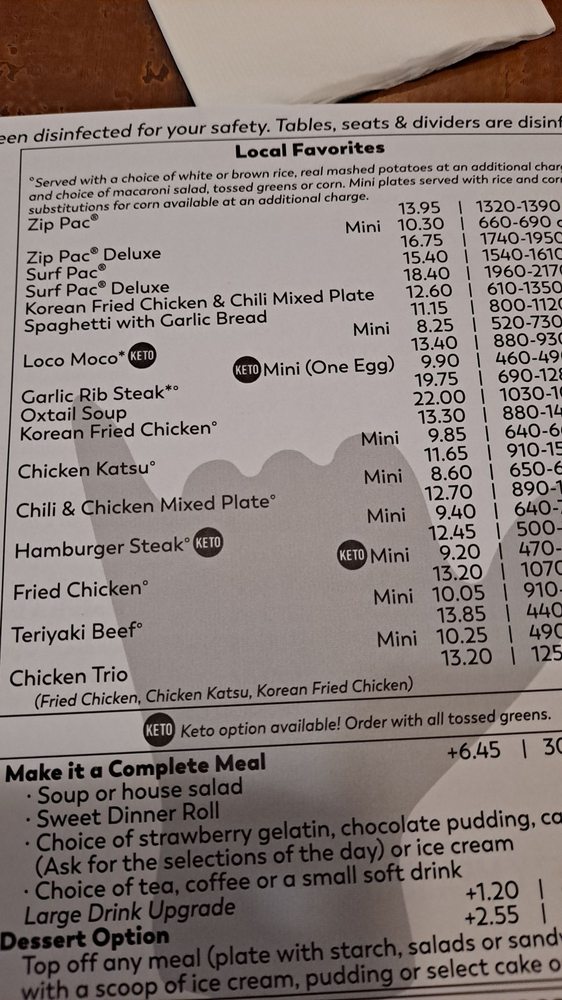 een disinfected for your safety. Tables, seats & dividers are disinf
Local Favorites
°Served with a choice of white or brown rice, real mashed potatoes at an additional char
and choice of macaroni salad, tossed greens or corn. Mini plates served with rice and cor
substitutions for corn available at an additional charge.
Zip Pac® 13.95 | 1320-1390
Mini 10.30 | 660-690 c
Zip Pac® Deluxe 16.75 | 1740-1950
Surf Pac® 15.40 | 1540-1610
Surf Pac® Deluxe 18.40 | 1960-217
Korean Fried Chicken & Chili Mixed Plate 12.60 | 610-1350
Spaghetti with Garlic Bread 11.15 | 800-112
Mini 8.25 | 520-730
Loco Moco* KETO 13.40 | 880-93
KETO Mini (One Egg) 9.90 | 460-49
Garlic Rib Steak*° 19.75 | 690-12
Oxtail Soup 22.00 | 1030-1
Korean Fried Chicken° 13.30 | 880-14
Mini 9.85 | 640-6
Chicken Katsu° 11.65 | 910-15
Mini 8.60 | 650-6
Chili & Chicken Mixed Plate° 12.70 | 890-1
Mini 9.40 | 640-
Hamburger Steak° KETO 12.45 | 500-
KETO Mini 9.20 | 470-
Fried Chicken° 13.20 | 1070
Mini 10.05 | 910-
Teriyaki Beef° 13.85 | 440
Mini 10.25 | 490
Chicken Trio 13.20 | 125
(Fried Chicken, Chicken Katsu, Korean Fried Chicken)
KETO Keto option available! Order with all tossed greens.
Make it a Complete Meal +6.45 | 30
· Soup or house salad
· Sweet Dinner Roll
· Choice of strawberry gelatin, chocolate pudding, ca
(Ask for the selections of the day) or ice cream
· Choice of tea, coffee or a small soft drink
Large Drink Upgrade +1.20 |
Dessert Option +2.55 |
Top off any meal (plate with starch, salads or sand
with a scoop of ice cream, pudding or select cake o